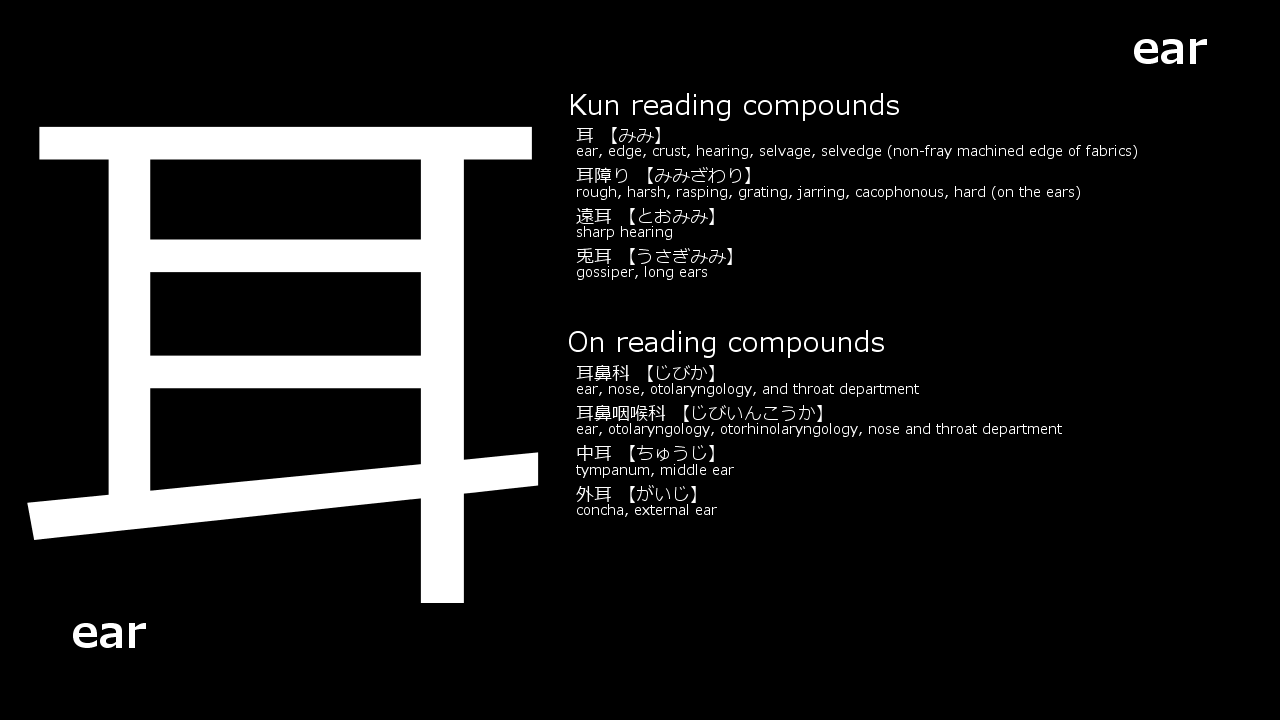 ear
耳
Kun reading compounds
耳 【みみ】
ear, edge, crust, hearing, selvage, selvedge (non-fray machined edge of fabrics)
耳障り 【みみざわり】
rough, harsh, rasping, grating, jarring, cacophonous, hard (on the ears)
遠耳 【とおみみ】
sharp hearing
兎耳 【うさぎみみ】
gossiper, long ears
On reading compounds
耳鼻科 【じびか】
ear, nose, otolaryngology, and throat department
耳鼻咽喉科 【じびいんこうか】
ear, otolaryngology, otorhinolaryngology, nose and throat department
中耳 【ちゅうじ】
tympanum, middle ear
外耳 【がいじ】
concha, external ear
ear